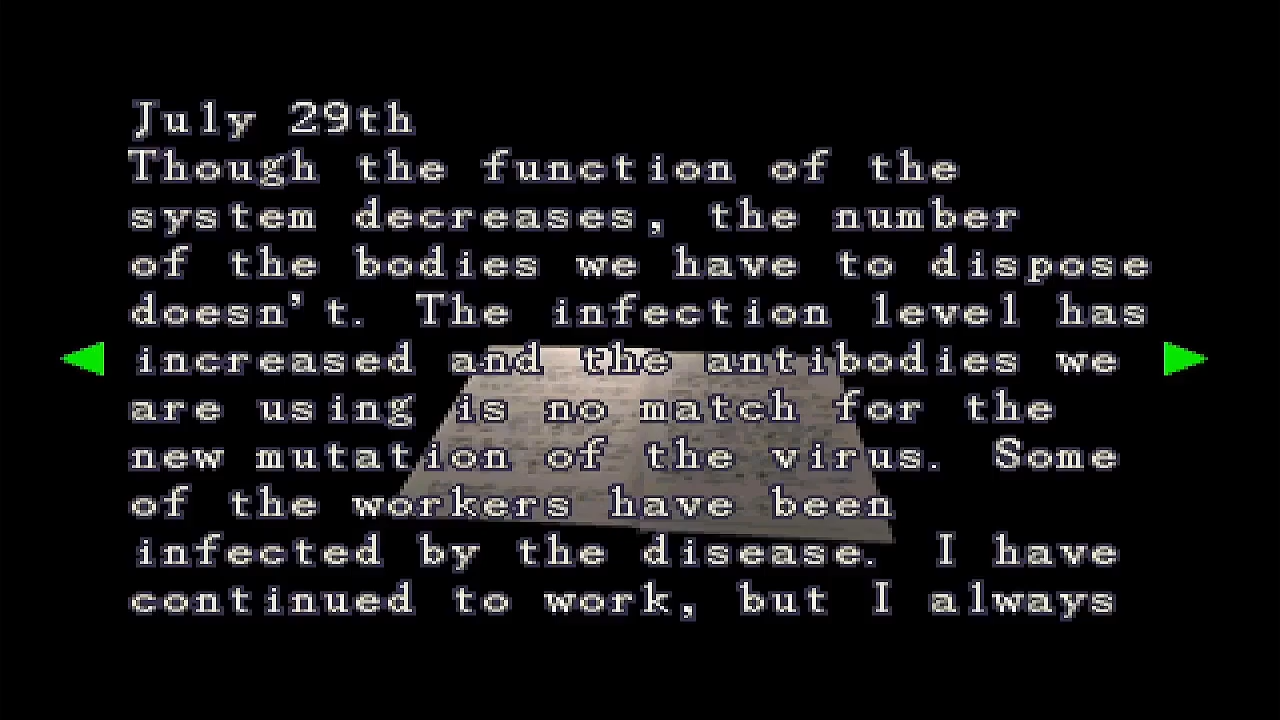 July 29th
Though the function of the
system decreases, the number
of the bodies we have to dispose
doesn't. The infection level has
increased and the antibodies we
are using is no match for the
new mutation of the virus. Some
of the workers have been
infected by the disease. I have
continued to work, but I always